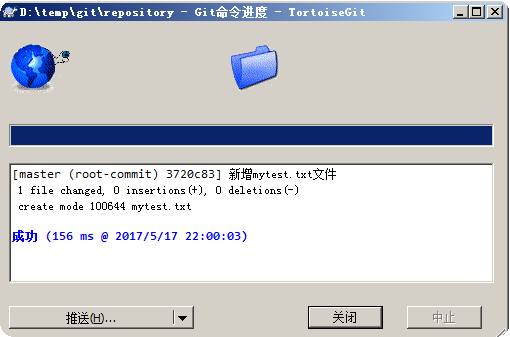 D:\temp\git\repository - Git命令进度 - TortoiseGit
[master (root-commit) 3720c83] 新增mytest.txt文件
1 file changed, 0 insertions(+), 0 deletions(-)
create mode 100644 mytest.txt
成功 (156 ms @ 2017/5/17 22:00:03)
推送(H)... 关闭 中止